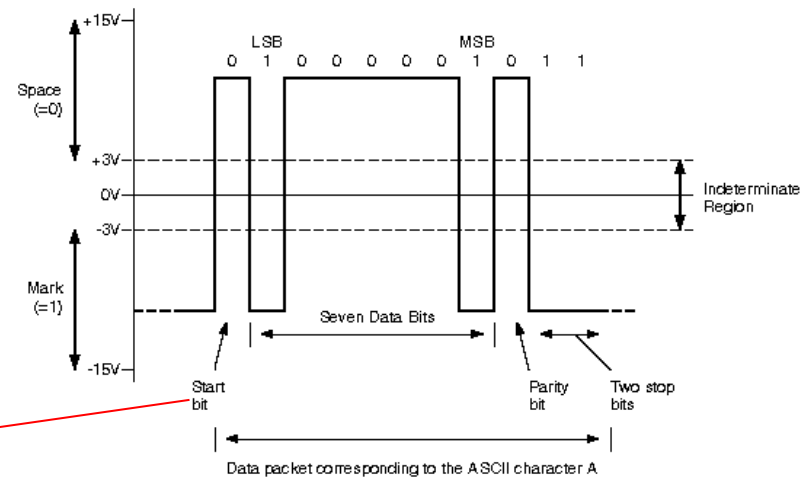 +15V
LSB MSB
0 1 0 0 0 0 0 1 0 1 1
Space
(=0)
+3V
0V
-3V
Indeterminate
Region
Mark
(=1)
Seven Data Bits
-15V
Start
bit
Parity
bit
Two stop
bits
Data packet corresponding to the ASCII character A